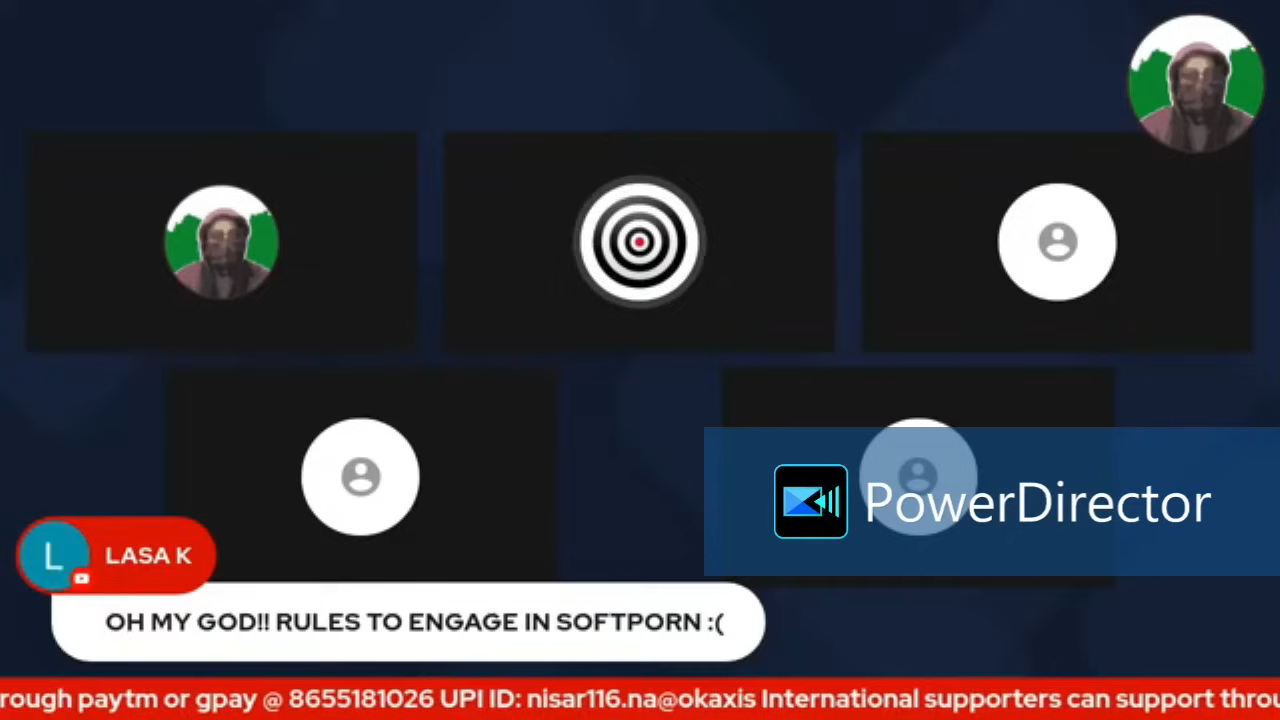 PowerDirector
L
LASA K
OH MY GOD!! RULES TO ENGAGE IN SOFTPORN :(
rough paytm or gpay @ 8655181026 UPI ID: nisar116.na@okaxis International supporters can support throu